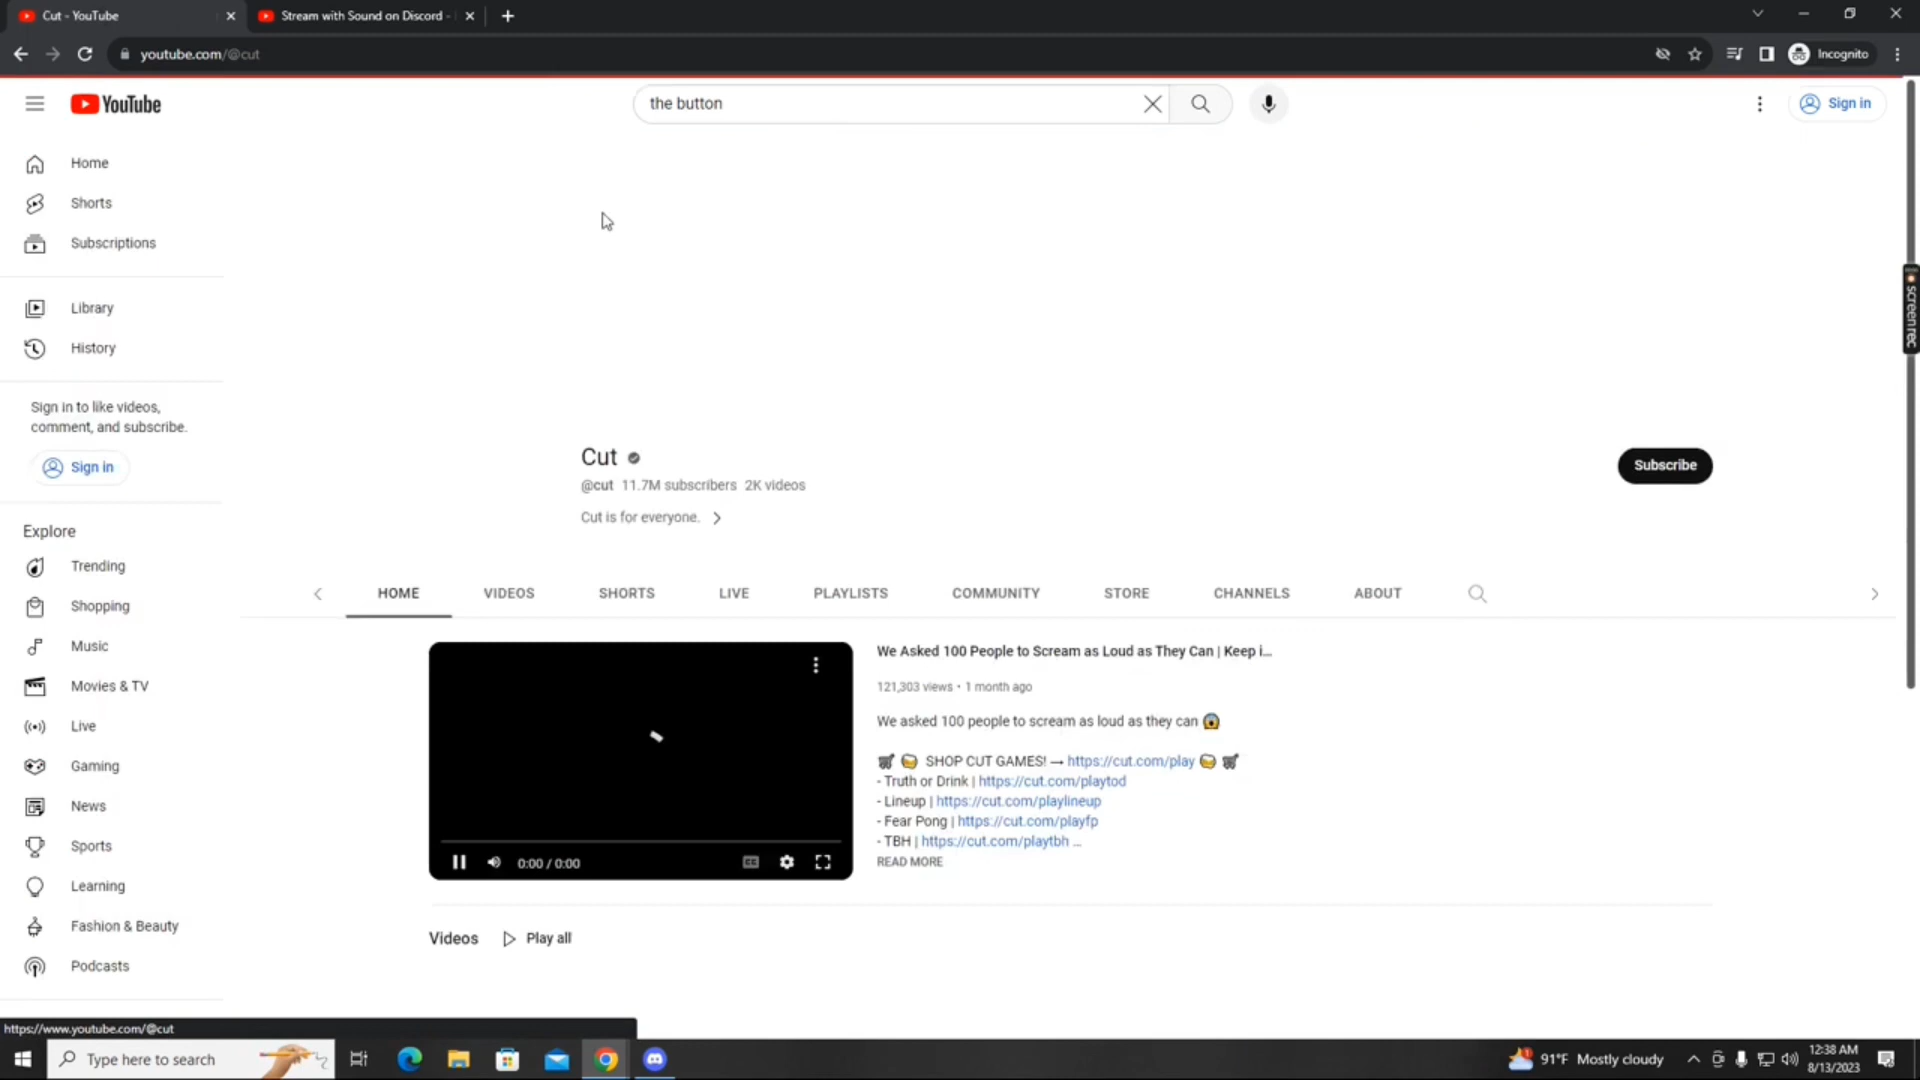 Cut - YouTube
Stream with Sound on Discord -
youtube.com/@cut
Incognito
YouTube
the button
Sign in
Home
Shorts
Subscriptions
Library
History
Sign in to like videos,
comment, and subscribe.
Sign in
Explore
Trending
Shopping
Music
Movies & TV
Live
Gaming
News
Sports
Learning
Fashion & Beauty
Podcasts
Cut
@cut 11.7M subscribers 2K videos
Cut is for everyone.
Subscribe
HOME VIDEOS SHORTS LIVE PLAYLISTS COMMUNITY STORE CHANNELS ABOUT
0:00 / 0:00
We Asked 100 People to Scream as Loud as They Can | Keep i...
121,303 views • 1 month ago
We asked 100 people to scream as loud as they can 😱
🛒 🍻 SHOP CUT GAMES! → https://cut.com/play 🍻 🛒
- Truth or Drink | https://cut.com/playtod
- Lineup | https://cut.com/playlineup
- Fear Pong | https://cut.com/playfp
- TBH | https://cut.com/playtbh ...
READ MORE
Videos Play all
screenrec
https://www.youtube.com/@cut
Type here to search
91°F Mostly cloudy
12:38 AM
8/13/2023